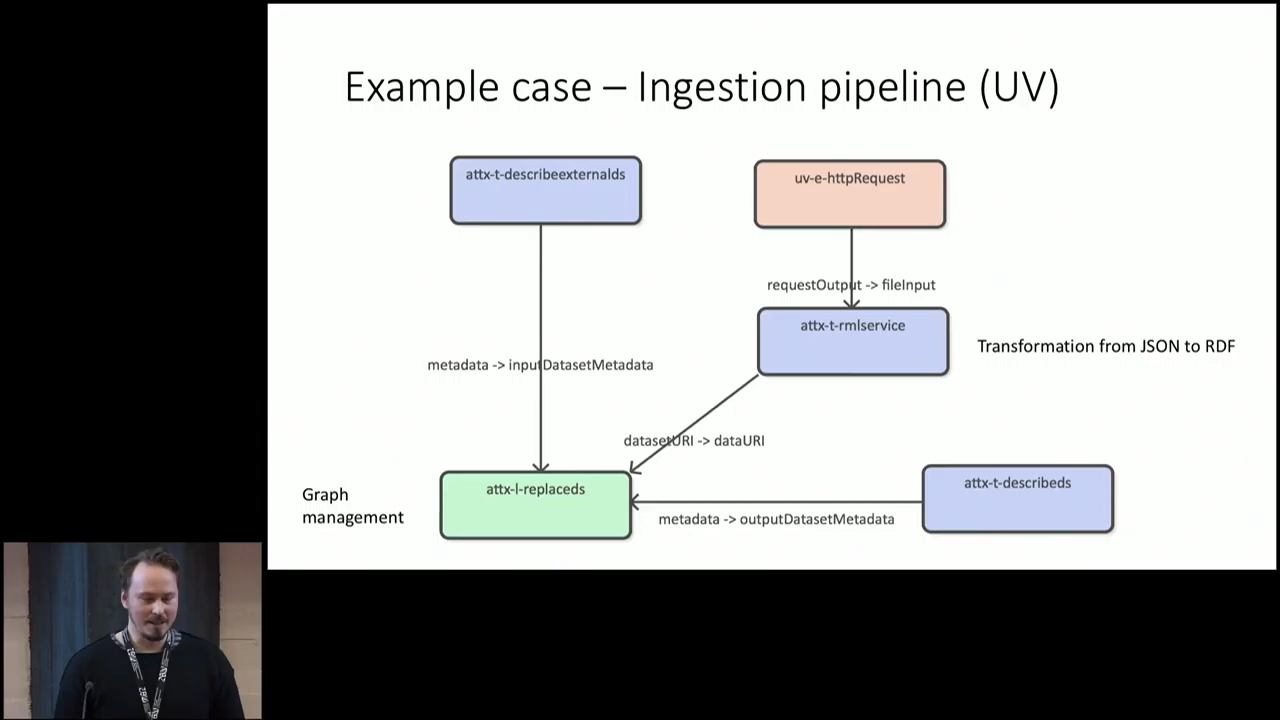 Example case – Ingestion pipeline (UV)
attx-t-describeexternalds
uv-e-httpRequest
requestOutput -> fileInput
attx-t-rmlservice
Transformation from JSON to RDF
metadata -> inputDatasetMetadata
datasetURI -> dataURI
attx-t-describeds
Graph
management
attx-l-replaceds
metadata -> outputDatasetMetadata